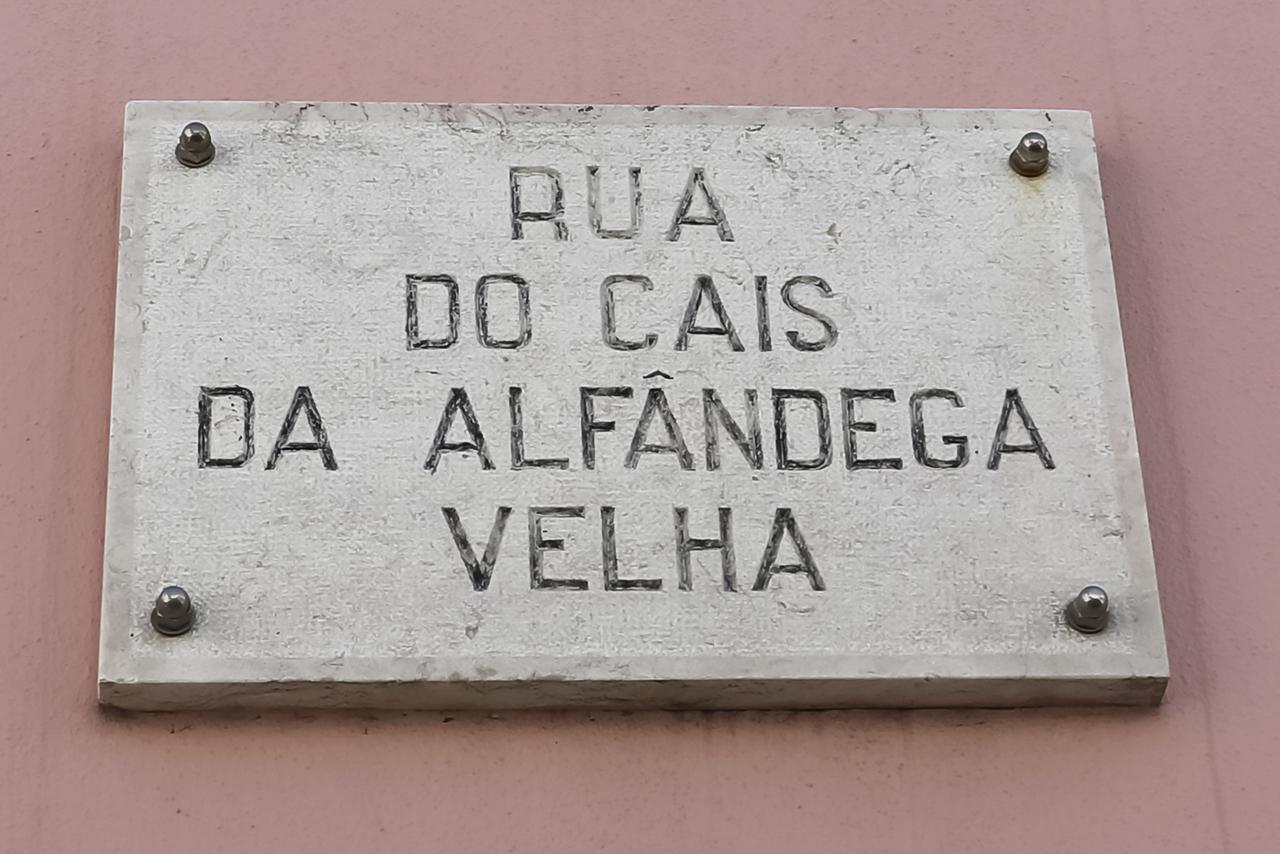 RUA
DO CAIS
DA ALFÂNDEGA
VELHA